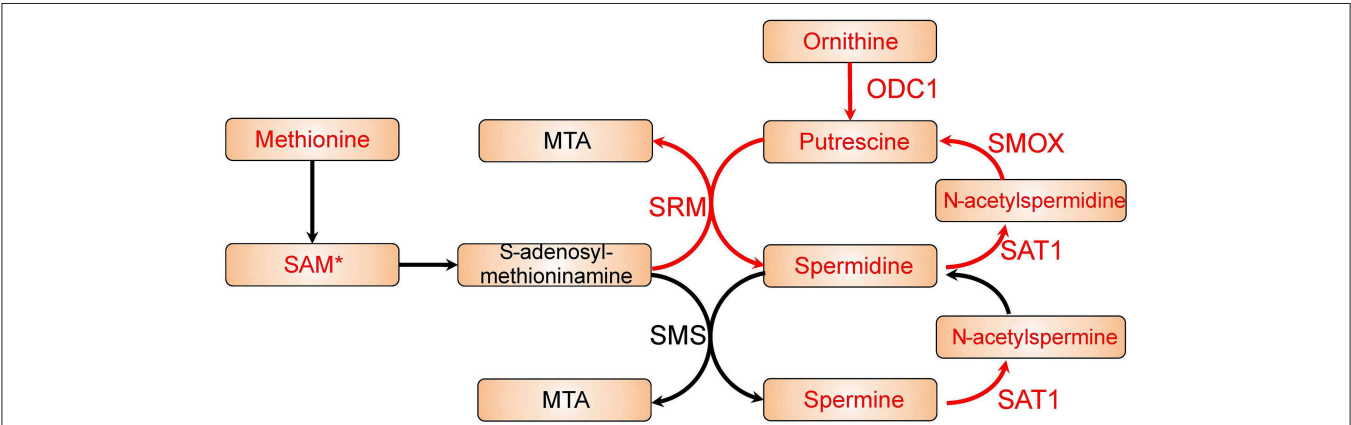 Ornithine
ODC1
Methionine
MTA
Putrescine
SMOX
N-acetylspermidine
SRM
SAM*
S-adenosyl-
methioninamine
Spermidine
SAT1
SMS
N-acetylspermine
MTA
Spermine
SAT1